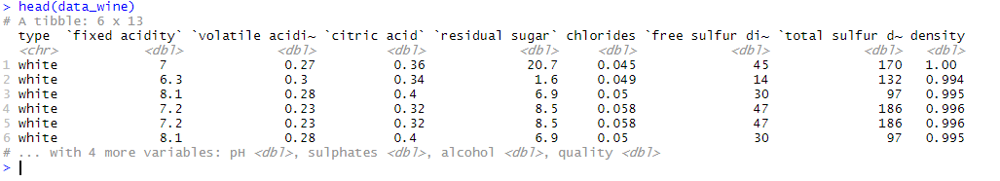 > head(data_wine)
# A tibble: 6 x 13
type `fixed acidity` `volatile acidi~ `citric acid` `residual sugar` chlorides `free sulfur di~ `total sulfur d~ density
<chr> <dbl> <dbl> <dbl> <dbl> <dbl> <dbl> <dbl> <dbl>
1 white 7 0.27 0.36 20.7 0.045 45 170 1.00
2 white 6.3 0.3 0.34 1.6 0.049 14 132 0.994
3 white 8.1 0.28 0.4 6.9 0.05 30 97 0.995
4 white 7.2 0.23 0.32 8.5 0.058 47 186 0.996
5 white 7.2 0.23 0.32 8.5 0.058 47 186 0.996
6 white 8.1 0.28 0.4 6.9 0.05 30 97 0.995
# ... with 4 more variables: pH <dbl>, sulphates <dbl>, alcohol <dbl>, quality <dbl>
>